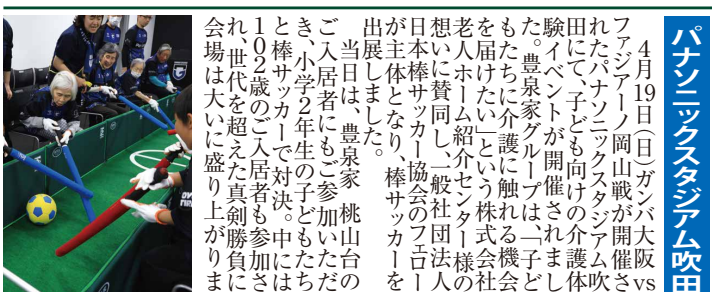 パナソニックスタジアム吹田
4月19日(日)ガンバ大阪vs
ファジアーノ岡山戦が開催さ
れたパナソニックスタジアム吹
田にて、子ども向けの介護体
験イベントが開催されまし
た。豊泉家グループは、「子ど
もたちに介護に触れる機会
を届けたい」という株式会社
老人ホーム紹介センター様の
想いに賛同し、一般社団法人
日本棒サッカー協会のフェロー
が主体となり、棒サッカーを
出展しました。
当日は、豊泉家 桃山台の
ご入居者にもご参加いただ
き、小学2年生の子どもたち
と棒サッカーで対決。中には
102歳のご入居者も参加さ
れ、世代を超えた真剣勝負に
会場は大いに盛り上がりま